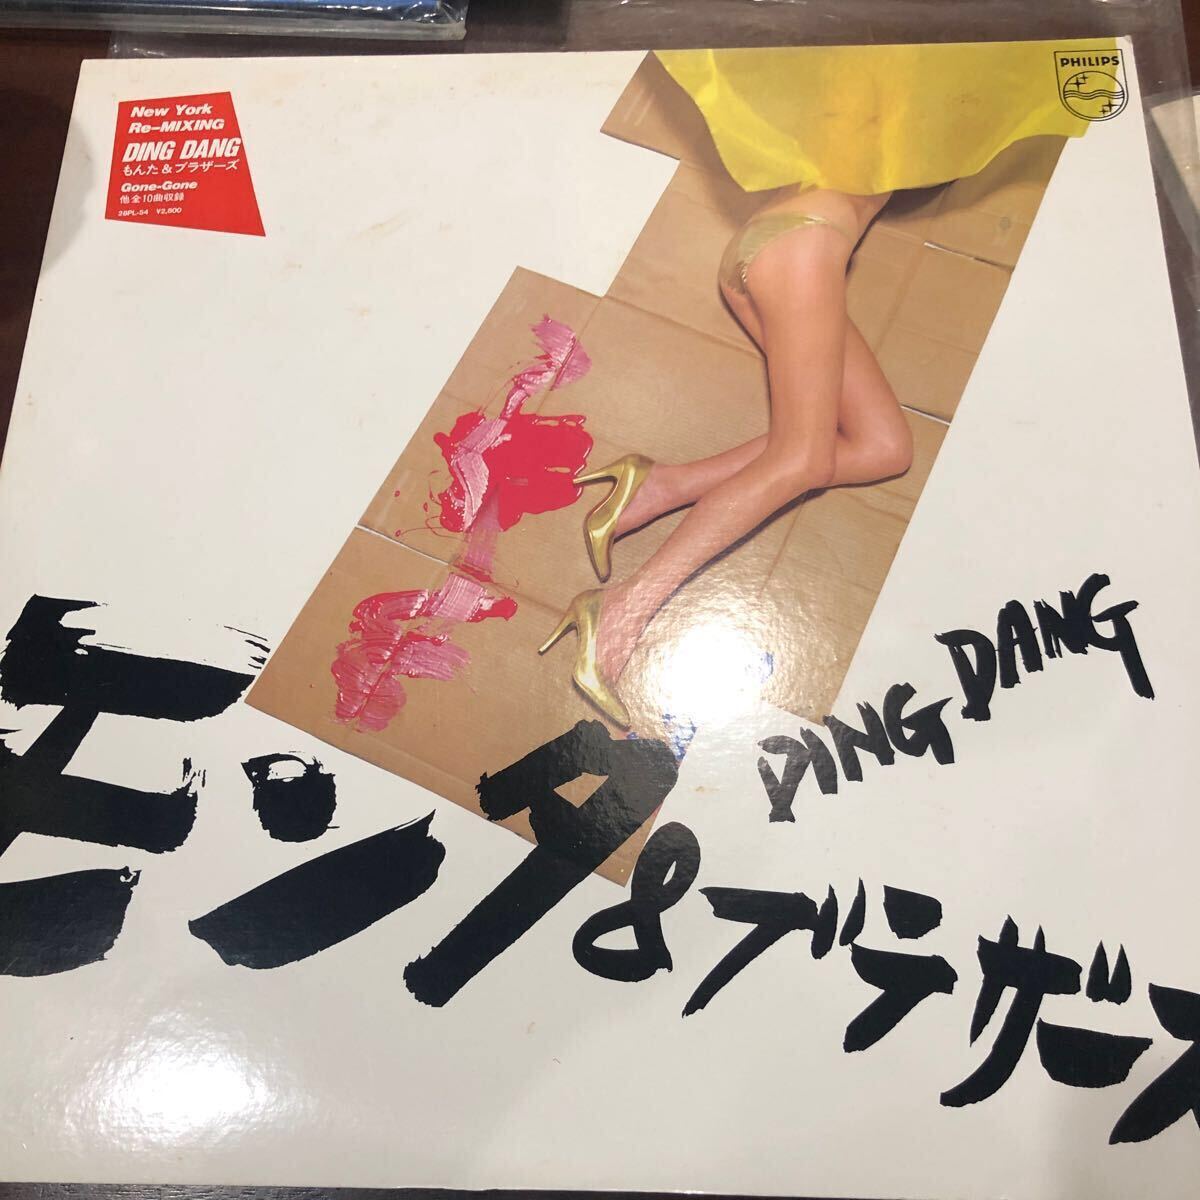 New York
Re-MIXING
DING DANG
もんた&ブラザーズ
Gone-Gone
他全10曲収録
28PL-54 ¥2,800
PHILIPS
DING DANG
モンタ&ブラザーズ